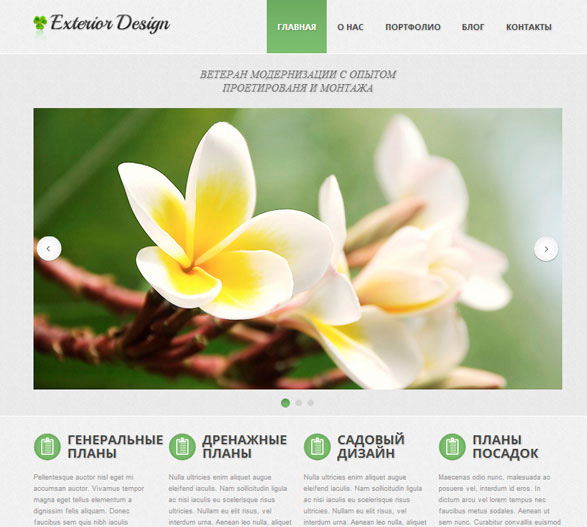 Exterior Design
ГЛАВНАЯ О НАС ПОРТФОЛИО БЛОГ КОНТАКТЫ
ВЕТЕРАН МОДЕРНИЗАЦИИ С ОПЫТОМ
ПРОЕТИРОВАНЯ И МОНТАЖА
ГЕНЕРАЛЬНЫЕ
ПЛАНЫ
Pellentesque auctor nisl eget mi
accumsan auctor. Vivamus tempor
magna eget tellus elementum a
dignissim felis aliquam. Donec
faucibus sem quis nibh iaculis
ДРЕНАЖНЫЕ
ПЛАНЫ
Nulla ultricies enim aliquet augue
eleifend iaculis. Nam sollicitudin ligula
ac nisi iaculis eu scelerisque risus
ultricies. Nullam eu elit risus, vel
interdum urna. Aenean leo nulla, aliquet
САДОВЫЙ
ДИЗАЙН
Nulla ultricies enim aliquet augue
eleifend iaculis. Nam sollicitudin ligula
ac nisi iaculis eu scelerisque risus
ultricies. Nullam eu elit risus, vel
interdum urna. Aenean leo nulla, aliquet
ПЛАНЫ
ПОСАДОК
Maecenas odio nunc, malesuada ac
posuere vel, interdum id eros. In
dictum arcu vel lorem tempus nec
faucibus metus sodales. Aenean ut
sem nunc. Curabitur convallis euismod